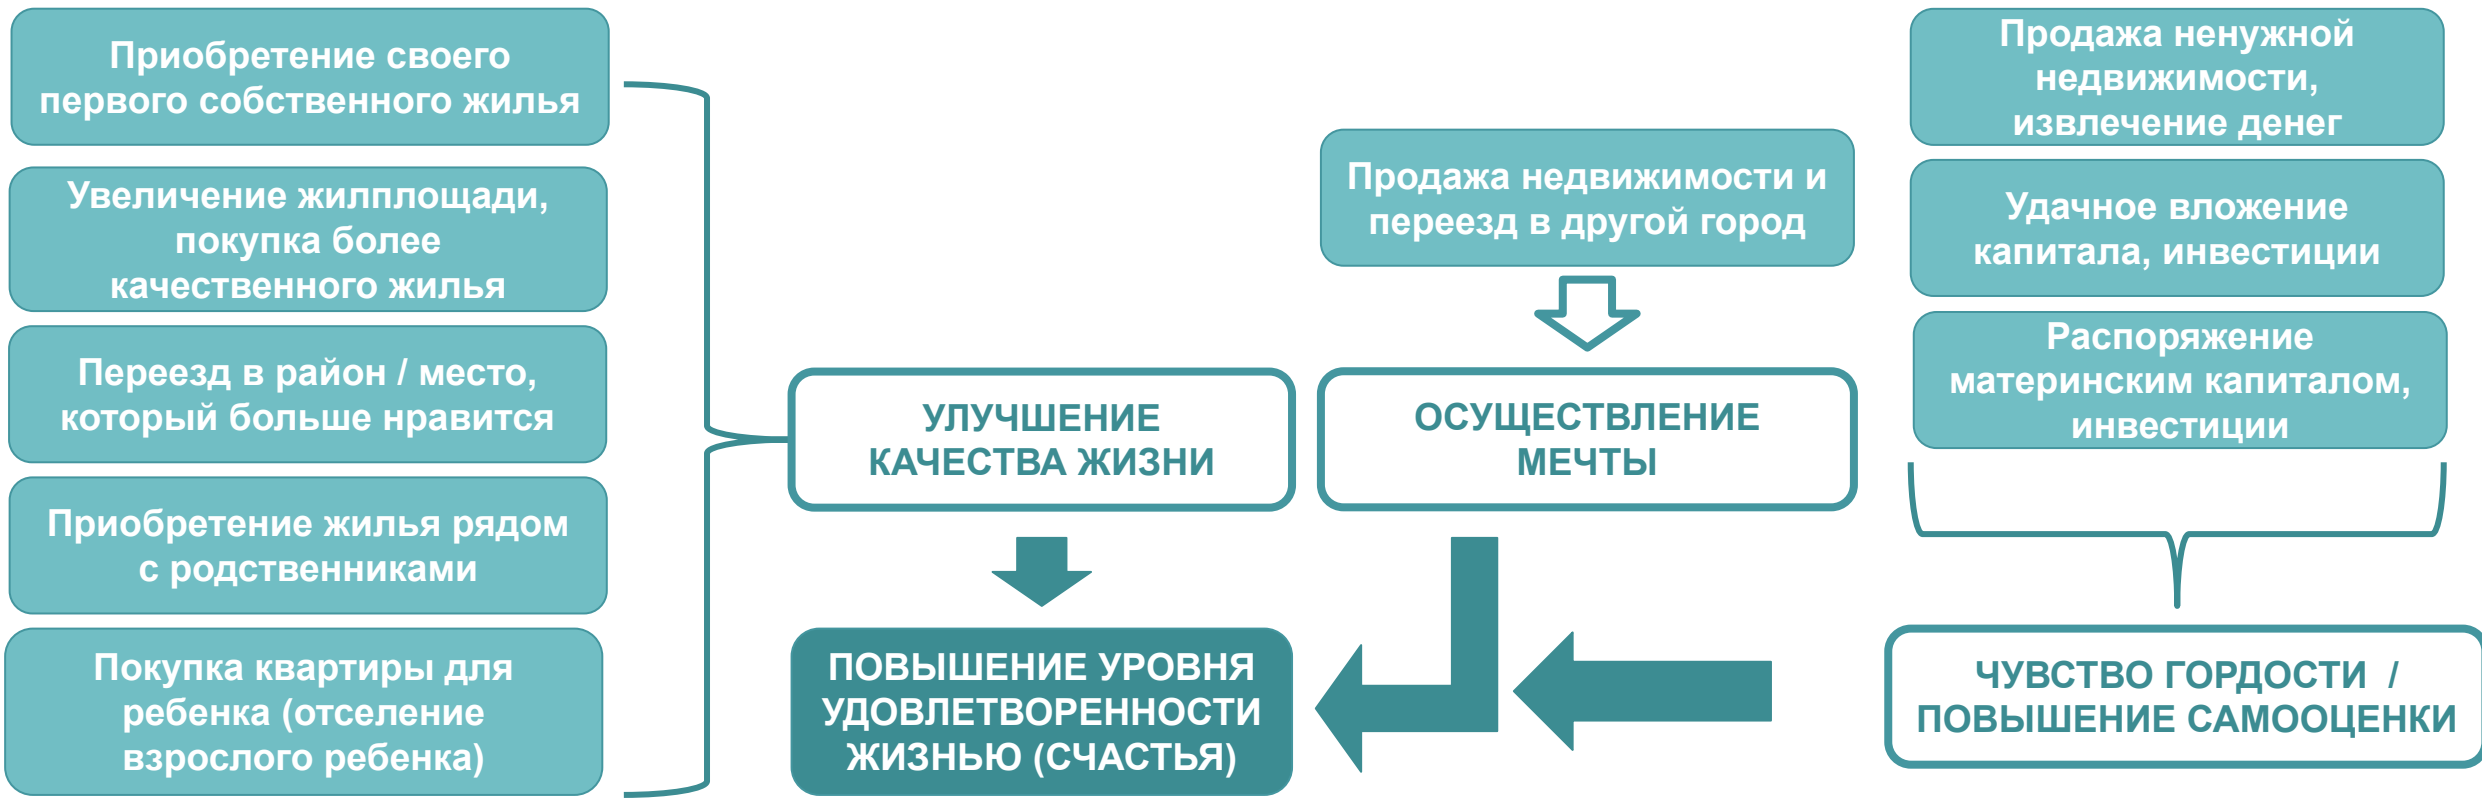 Приобретение своего
первого собственного жилья
Увеличение жилплощади,
покупка более
качественного жилья
Переезд в район / место,
который больше нравится
Приобретение жилья рядом
с родственниками
Покупка квартиры для
ребенка (отселение
взрослого ребенка)
УЛУЧШЕНИЕ
КАЧЕСТВА ЖИЗНИ
ПОВЫШЕНИЕ УРОВНЯ
УДОВЛЕТВОРЕННОСТИ
ЖИЗНЬЮ (СЧАСТЬЯ)
Продажа недвижимости и
переезд в другой город
ОСУЩЕСТВЛЕНИЕ
МЕЧТЫ
Продажа ненужной
недвижимости,
извлечение денег
Удачное вложение
капитала, инвестиции
Распоряжение
материнским капиталом,
инвестиции
ЧУВСТВО ГОРДОСТИ /
ПОВЫШЕНИЕ САМООЦЕНКИ